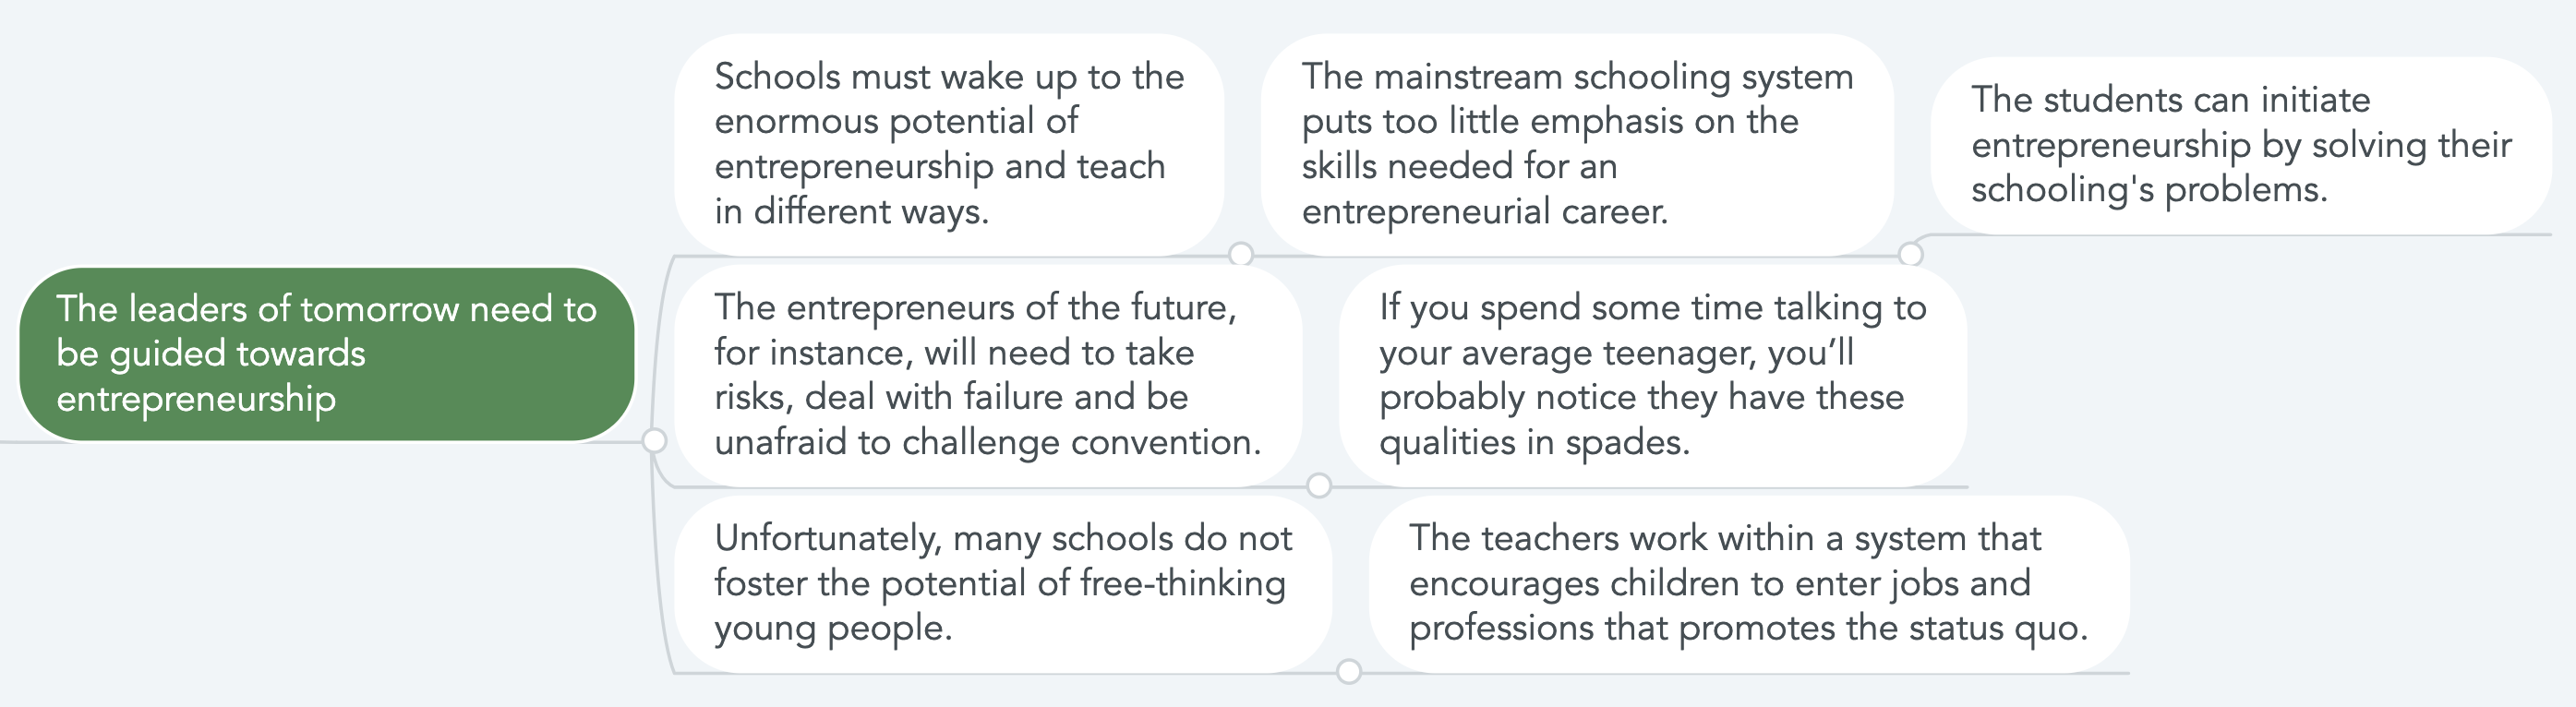 The leaders of tomorrow need to
be guided towards
entrepreneurship
Schools must wake up to the
enormous potential of
entrepreneurship and teach
in different ways.
The mainstream schooling system
puts too little emphasis on the
skills needed for an
entrepreneurial career.
The students can initiate
entrepreneurship by solving their
schooling's problems.
The entrepreneurs of the future,
for instance, will need to take
risks, deal with failure and be
unafraid to challenge convention.
If you spend some time talking to
your average teenager, you’ll
probably notice they have these
qualities in spades.
Unfortunately, many schools do not
foster the potential of free-thinking
young people.
The teachers work within a system that
encourages children to enter jobs and
professions that promotes the status quo.